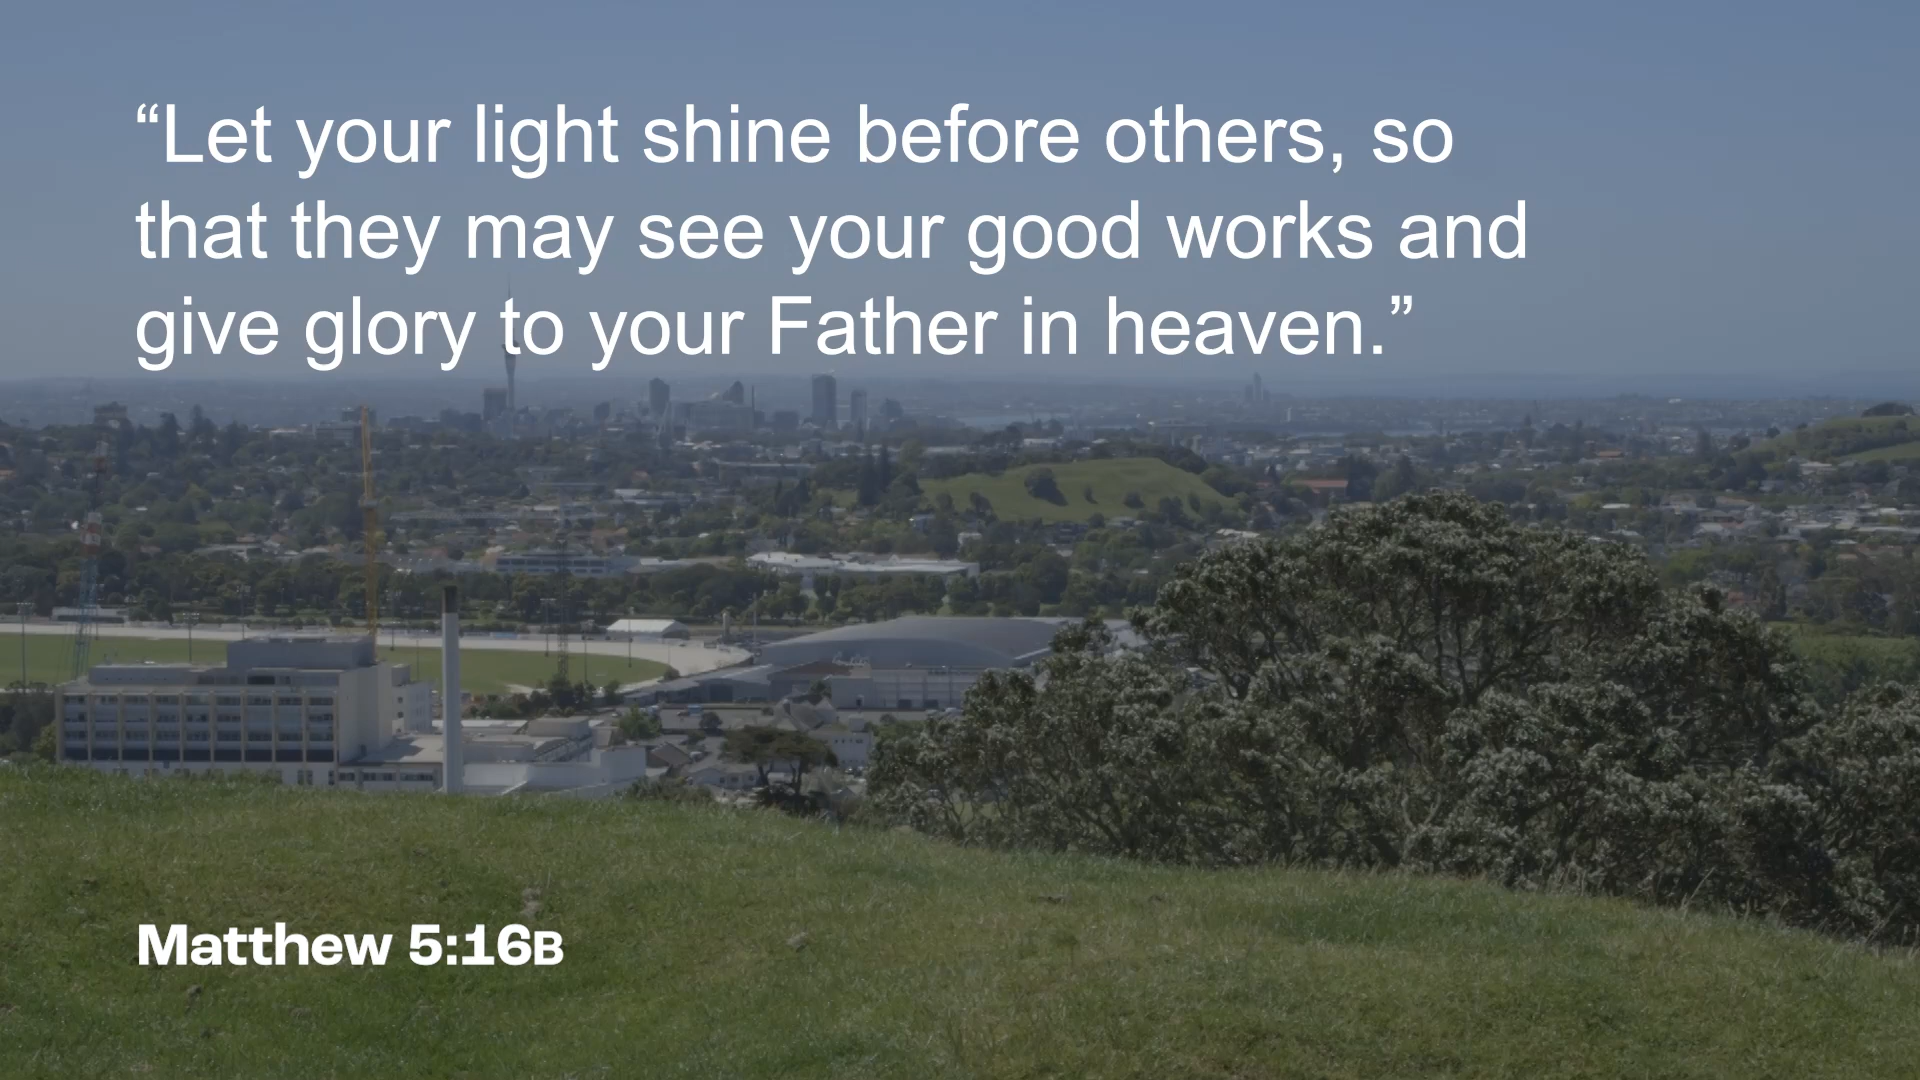 “Let your light shine before others, so
that they may see your good works and
give glory to your Father in heaven.”
Matthew 5:16B